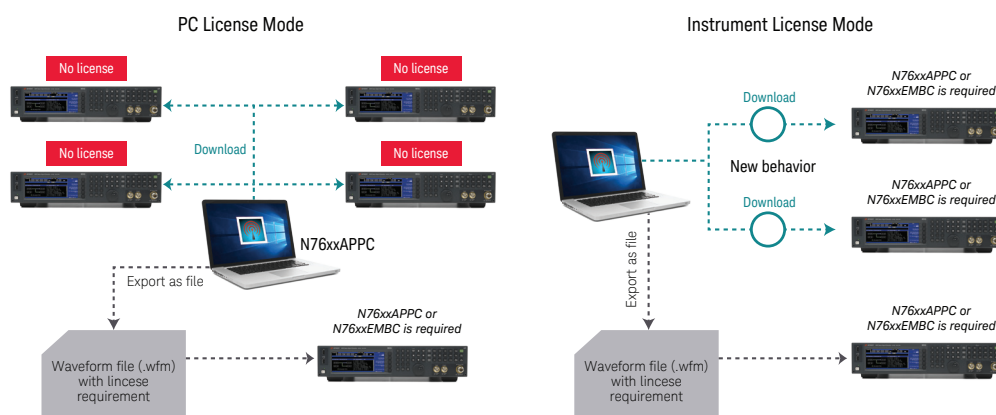 PC License Mode
No license
No license
Download
No license
No license
N76xxAPPC
Export as file
N76xxAPPC or
N76xxEMBC is required
Waveform file (.wfm)
with lincese
requirement
Instrument License Mode
N76xxAPPC or
N76xxEMBC is required
Download
New behavior
N76xxAPPC or
N76xxEMBC is required
Download
Export as file
N76xxAPPC or
N76xxEMBC is required
Waveform file (.wfm)
with lincese
requirement